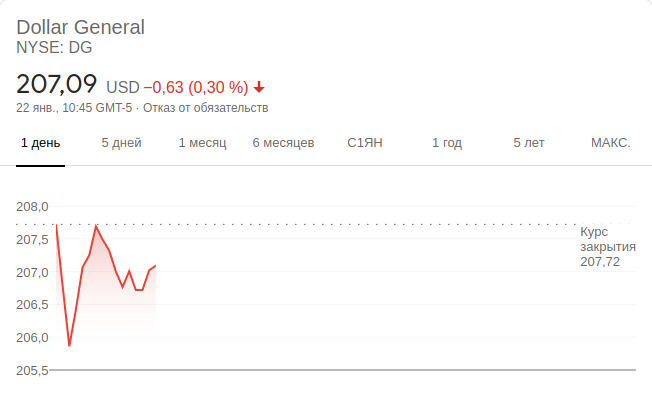 Dollar General
NYSE: DG
207,09 USD −0,63 (0,30 %)
22 янв., 10:45 GMT-5 · Отказ от обязательств
1 день 5 дней 1 месяц 6 месяцев С1ЯН 1 год 5 лет МАКС.
208,0
207,5
207,0
206,5
206,0
205,5
Курс
закрытия
207,72